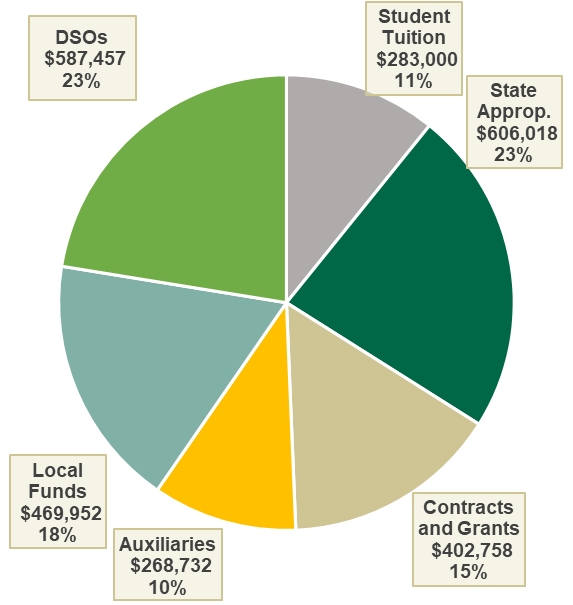 Student
Tuition
$283,000
11%
State
Approp.
$606,018
23%
Contracts
and Grants
$402,758
15%
Auxiliaries
$268,732
10%
Local
Funds
$469,952
18%
DSOs
$587,457
23%